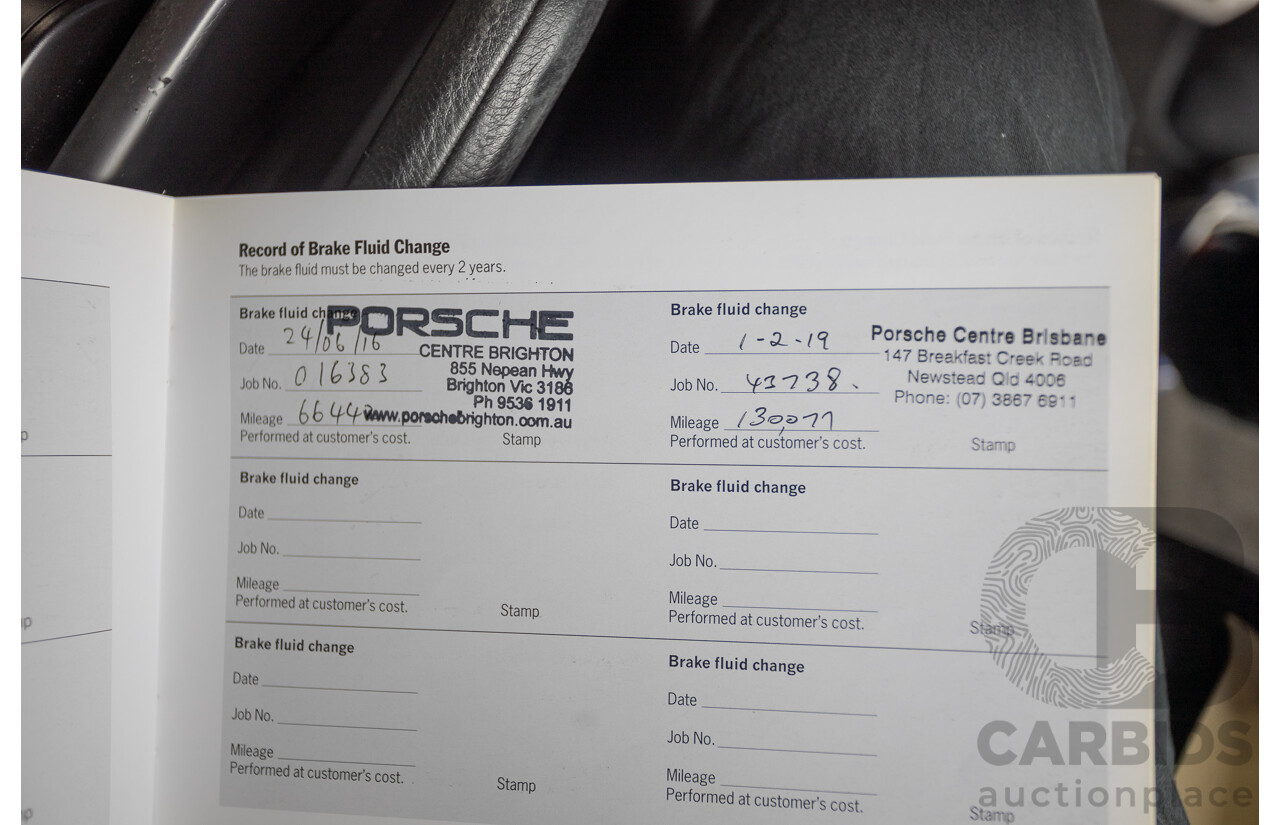 Record of Brake Fluid Change
The brake fluid must be changed every 2 years.
Brake fluid change
Date 24/06/16
Job No. 016383
Mileage
Performed at customer's cost.
Stamp
PORSCHE
CENTRE BRIGHTON
855 Nepean Hwy
Brighton Vic 3186
Ph 9536 1911
www.porschebrighton.com.au
Brake fluid change
Date 1-2-19
Job No. 43738.
Mileage 130,077
Performed at customer's cost.
Stamp
Porsche Centre Brisbane
147 Breakfast Creek Road
Newstead Qld 4006
Phone: (07) 3867 6911
Brake fluid change
Date
Job No.
Mileage
Performed at customer's cost.
Stamp
Brake fluid change
Date
Job No.
Mileage
Performed at customer's cost.
Stamp
Brake fluid change
Date
Job No.
Mileage
Performed at customer's cost.
Stamp
Brake fluid change
Date
Job No.
Mileage
Performed at customer's cost.
Stamp
CARBIDS
auctionplace